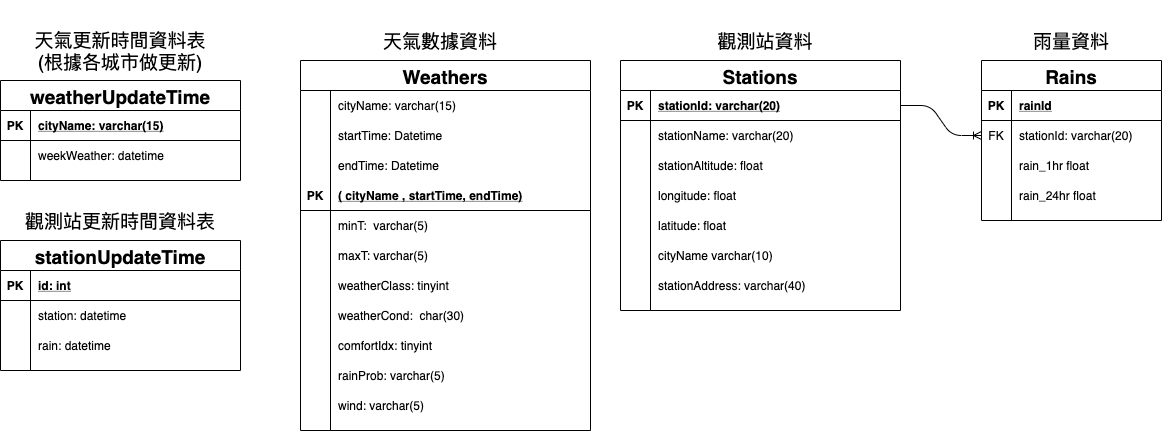 天氣更新時間資料表
(根據各城市做更新)
weatherUpdateTime
PK cityName: varchar(15)
weekWeather: datetime
觀測站更新時間資料表
stationUpdateTime
PK id: int
station: datetime
rain: datetime
天氣數據資料
Weathers
cityName: varchar(15)
startTime: Datetime
endTime: Datetime
PK ( cityName , startTime, endTime)
minT:  varchar(5)
maxT: varchar(5)
weatherClass: tinyint
weatherCond:  char(30)
comfortIdx: tinyint
rainProb: varchar(5)
wind: varchar(5)
觀測站資料
Stations
PK stationId: varchar(20)
stationName: varchar(20)
stationAltitude: float
longitude: float
latitude: float
cityName varchar(10)
stationAddress: varchar(40)
雨量資料
Rains
PK rainId
FK stationId: varchar(20)
rain_1hr float
rain_24hr float